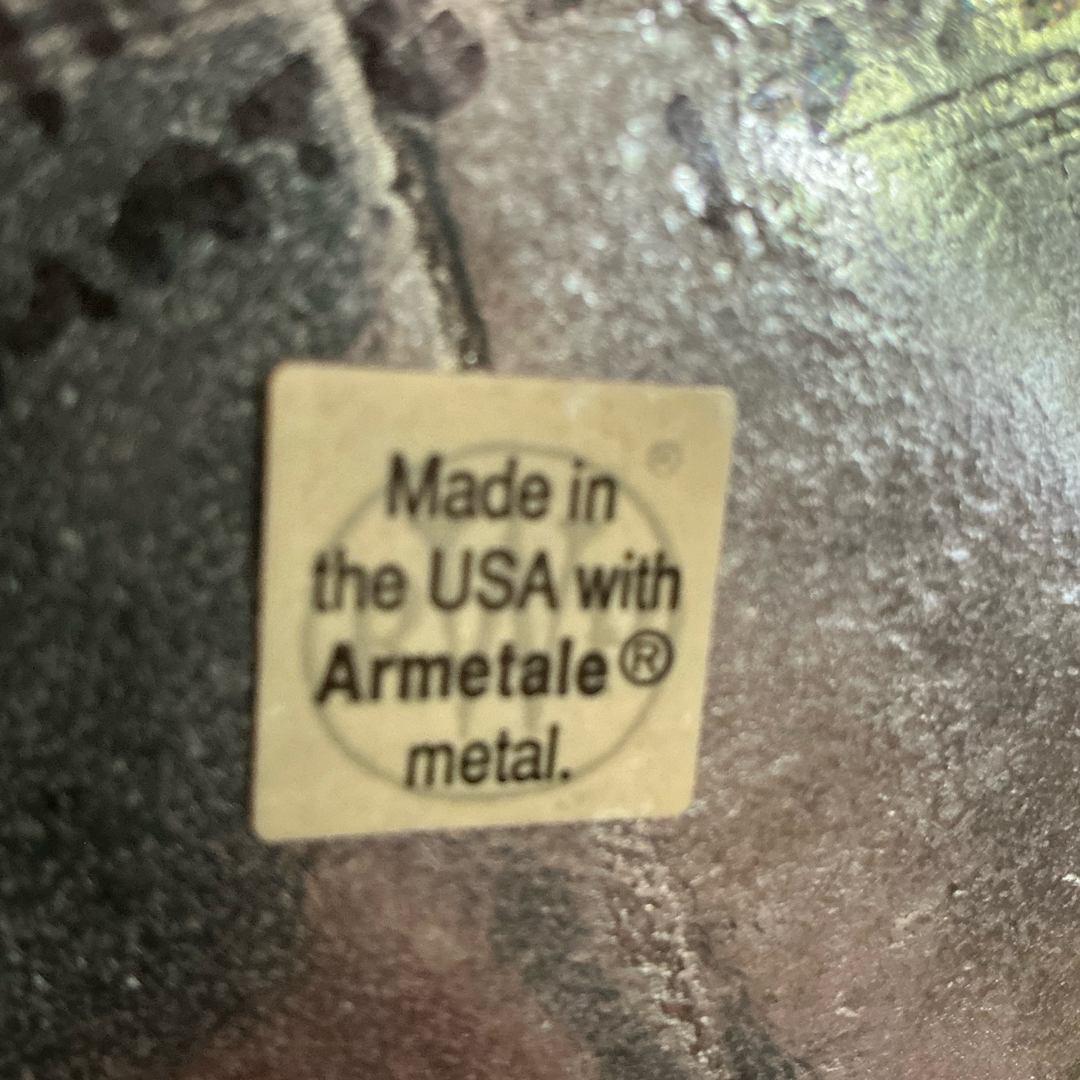 Made in
the USA with
Armetale®
metal.